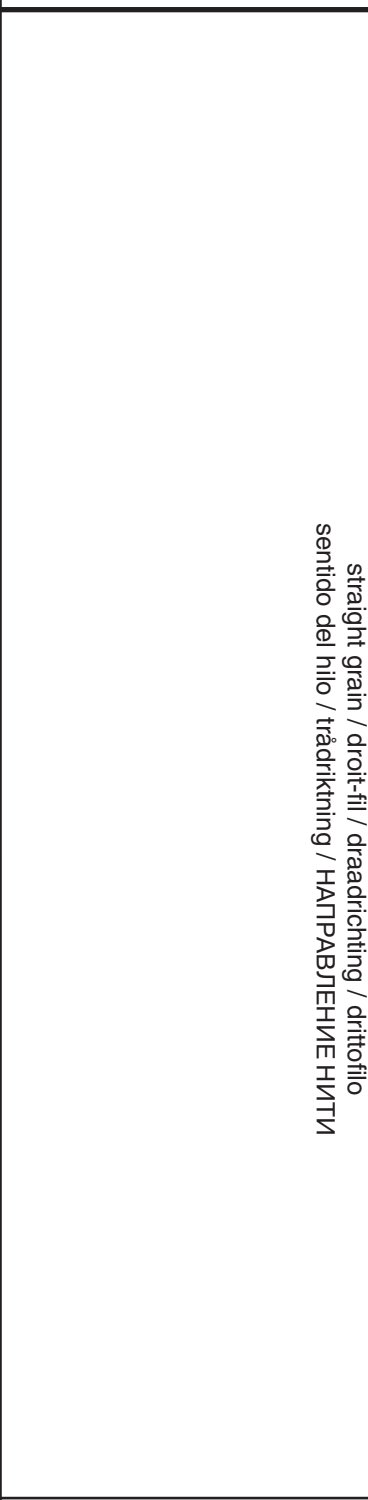 straight grain / droit-fil / draadrichting / drittofilo
sentido del hilo / trådriktning / НАПРАВЛЕНИЕ НИТИ